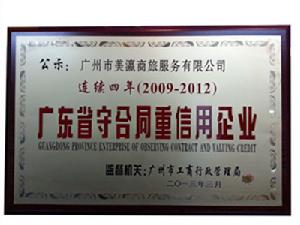 公示：广州市美瀛商旅服务有限公司
连续四年(2009-2012)
广东省守合同重信用企业
GUANGDONG PROVINCE ENTERPRISE OF OBSERVING CONTRACT AND VALUING CREDIT
监督机关：广州市工商行政管理局
二〇一三年三月